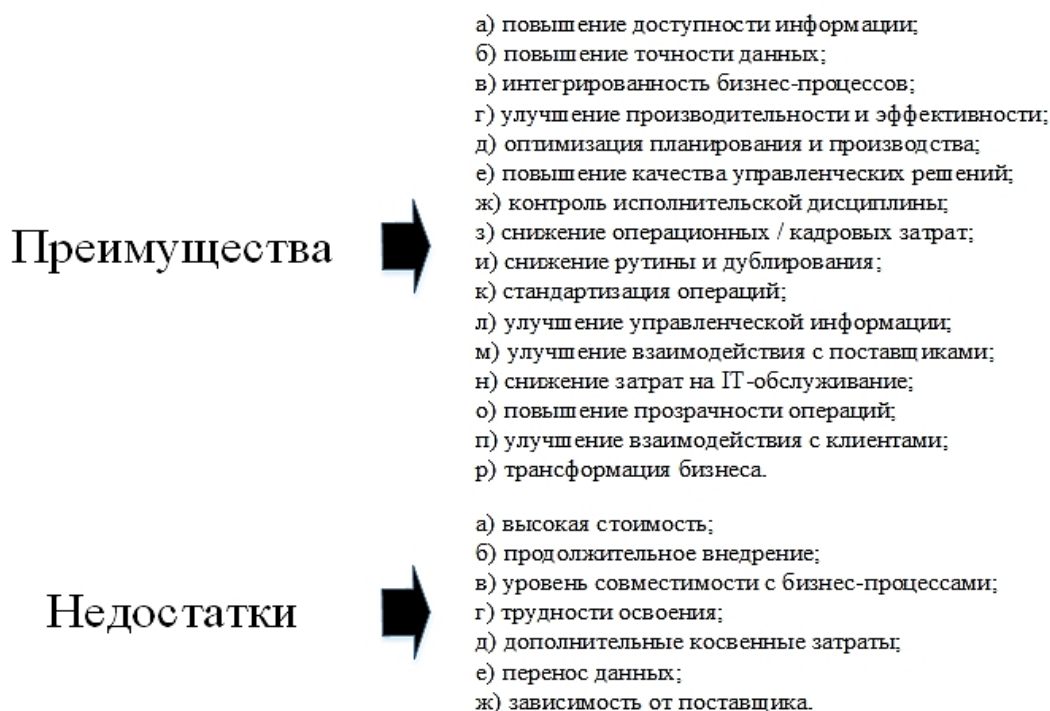 а) повышение доступности информации;
б) повышение точности данных;
в) интегрированность бизнес-процессов;
г) улучшение производительности и эффективности;
д) оптимизация планирования и производства;
е) повышение качества управленческих решений;
ж) контроль исполнительской дисциплины;
Преимущества
з) снижение операционных / кадровых затрат;
и) снижение рутины и дублирования;
к) стандартизация операций;
л) улучшение управленческой информации;
м) улучшение взаимодействия с поставщиками;
н) снижение затрат на IT-обслуживание;
о) повышение прозрачности операций;
п) улучшение взаимодействия с клиентами;
р) трансформация бизнеса.
а) высокая стоимость;
б) продолжительное внедрение;
в) уровень совместимости с бизнес-процессами;
Недостатки
г) трудности освоения;
д) дополнительные косвенные затраты;
е) перенос данных;
ж) зависимость от поставщика.